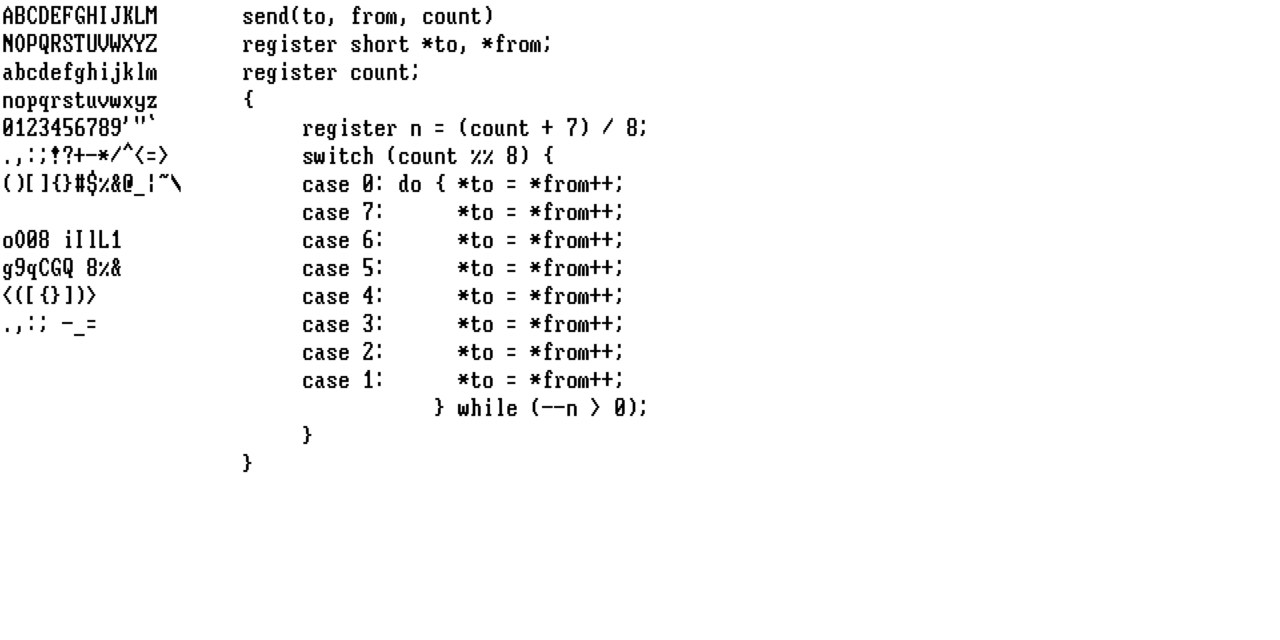 ABCDEFGHIJKLM
NOPQRSTUVWXYZ
abcdefghijklm
nopqrstuvwxyz
0123456789'"`
.,:;!?+-*/^<=>
()[]{}#$%&@_¦~\
oO08 iIlL1
g9qCGQ 8%&
<([{}])>
.,:; -_=
send(to, from, count)
register short *to, *from;
register count;
{
register n = (count + 7) / 8;
switch (count %% 8) {
case 0: do { *to = *from++;
case 7: *to = *from++;
case 6: *to = *from++;
case 5: *to = *from++;
case 4: *to = *from++;
case 3: *to = *from++;
case 2: *to = *from++;
case 1: *to = *from++;
} while (--n > 0);
}
}